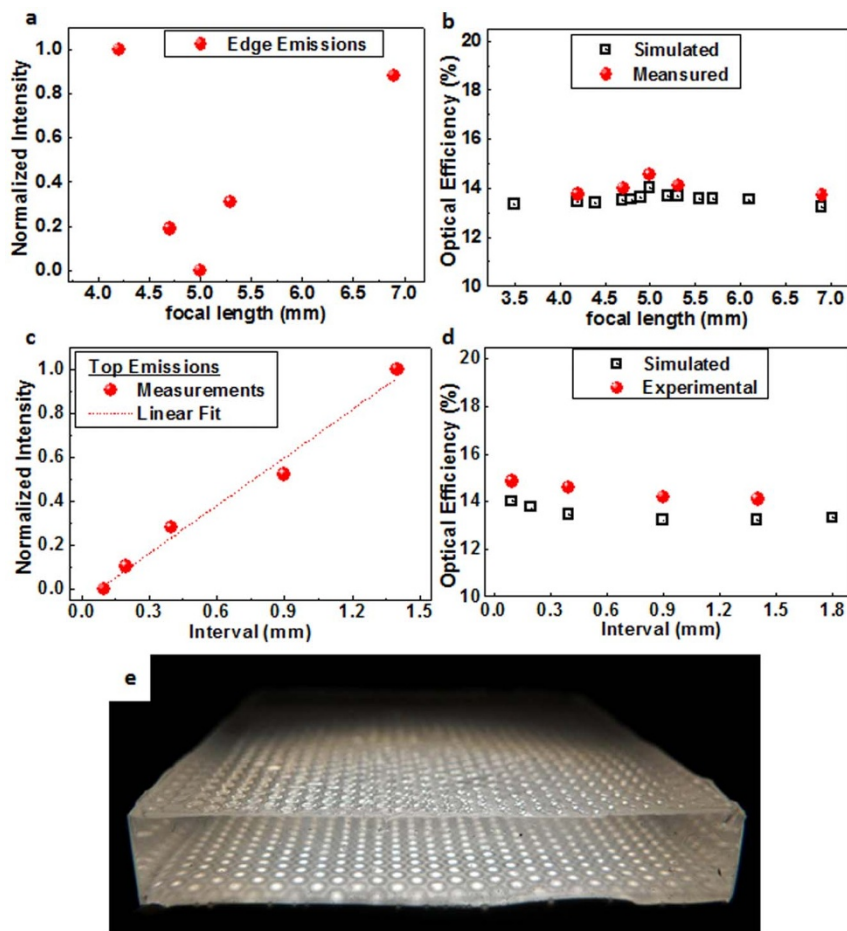 a
Edge Emissions
1.0
0.8
0.6
0.4
0.2
0.0
Normalized Intensity
4.0 4.5 5.0 5.5 6.0 6.5 7.0
focal length (mm)
b
Simulated
Meansured
20
18
16
14
12
10
Optical Efficiency (%)
3.5 4.0 4.5 5.0 5.5 6.0 6.5 7.0
focal length (mm)
c
Top Emissions
Measurements
Linear Fit
1.0
0.8
0.6
0.4
0.2
0.0
Normalized Intensity
0.0 0.3 0.6 0.9 1.2 1.5
Interval (mm)
d
Simulated
Experimental
20
18
16
14
12
10
Optical Efficiency (%)
0.0 0.3 0.6 0.9 1.2 1.5 1.8
Interval (mm)
e